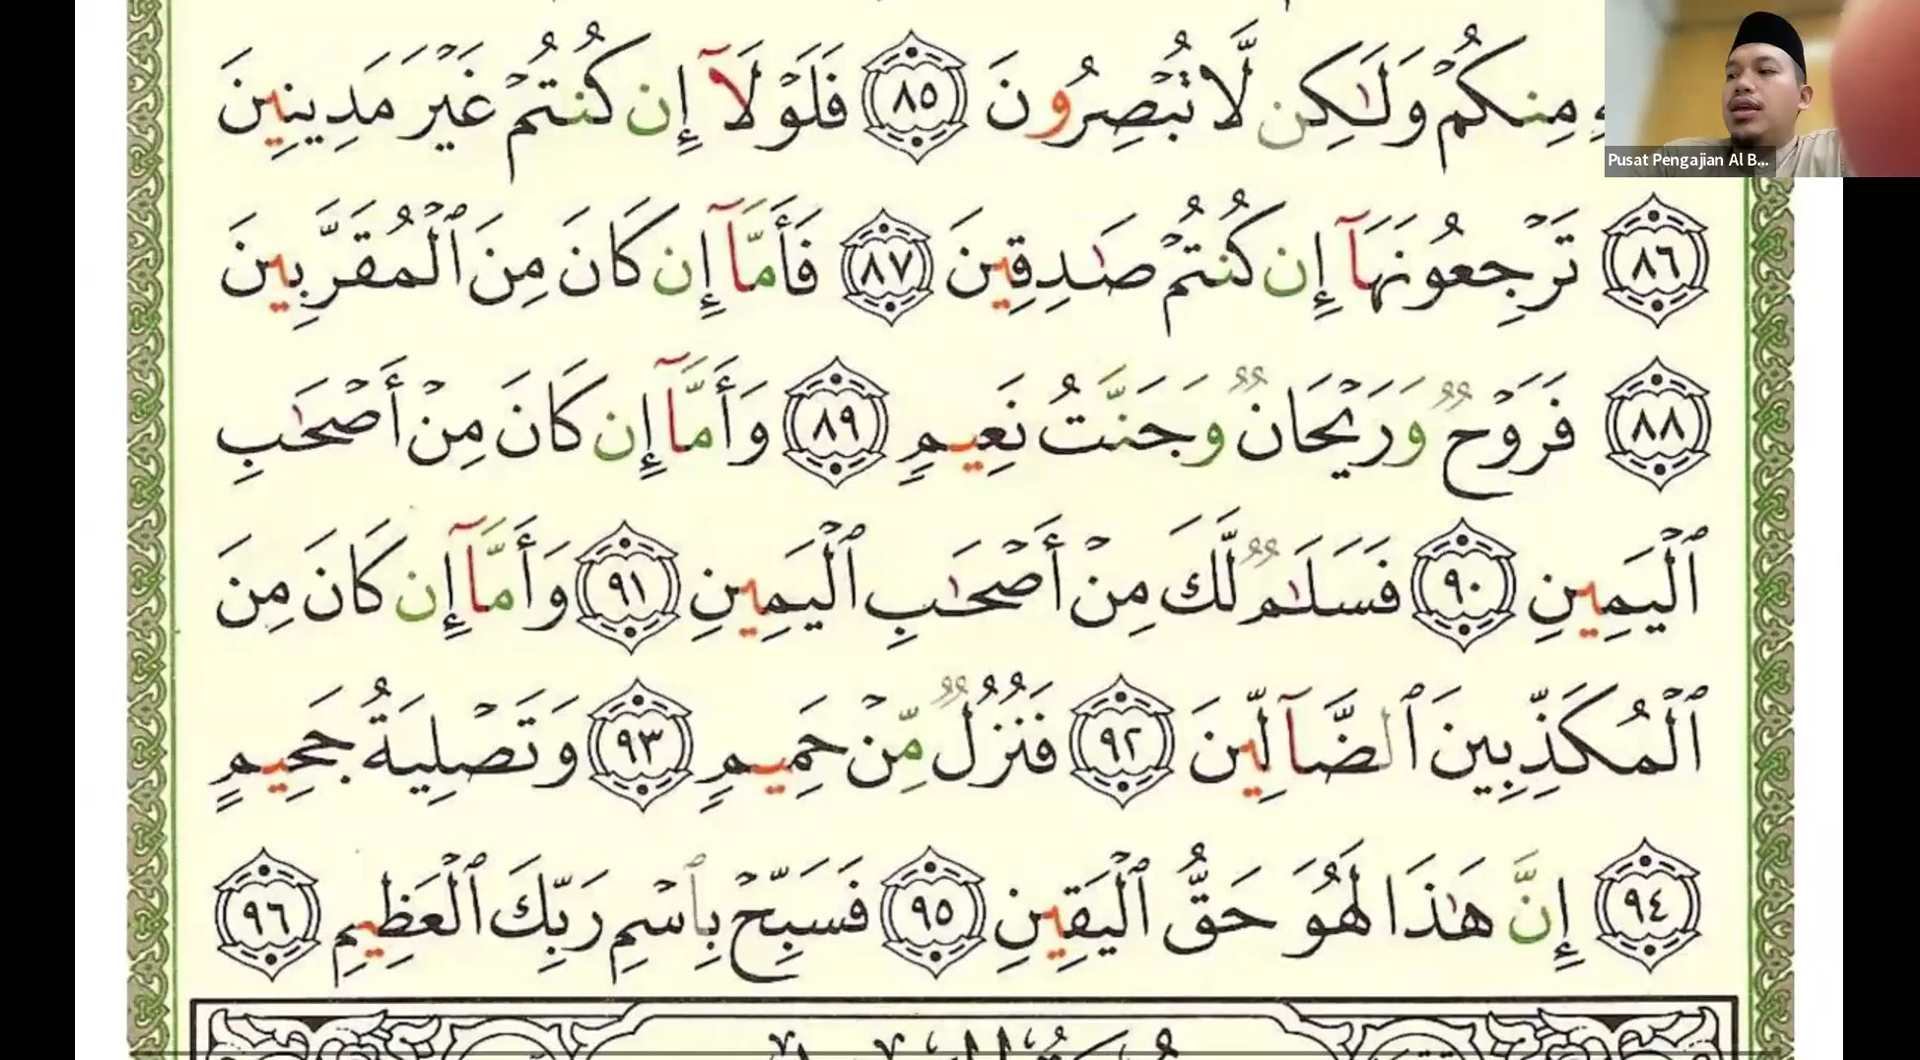 مِنكُمْ وَلَـٰكِن لَّا تُبْصِرُونَ ٨٥ فَلَوْلَآ إِن كُنتُمْ غَيْرَ مَدِينِينَ
Pusat Pengajian Al B...
٨٦ تَرْجِعُونَهَآ إِن كُنتُمْ صَـٰدِقِينَ ٨٧ فَأَمَّآ إِن كَانَ مِنَ ٱلْمُقَرَّبِينَ
٨٨ فَرَوْحٌ وَرَيْحَانٌ وَجَنَّتُ نَعِيمٍ ٨٩ وَأَمَّآ إِن كَانَ مِنْ أَصْحَـٰبِ
ٱلْيَمِينِ ٩٠ فَسَلَـٰمٌ لَّكَ مِنْ أَصْحَـٰبِ ٱلْيَمِينِ ٩١ وَأَمَّآ إِن كَانَ مِنَ
ٱلْمُكَذِّبِينَ ٱلضَّآلِّينَ ٩٢ فَنُزُلٌ مِّنْ حَمِيمٍ ٩٣ وَتَصْلِيَةُ جَحِيمٍ
٩٤ إِنَّ هَـٰذَا لَهُوَ حَقُّ ٱلْيَقِينِ ٩٥ فَسَبِّحْ بِٱسْمِ رَبِّكَ ٱلْعَظِيمِ ٩٦